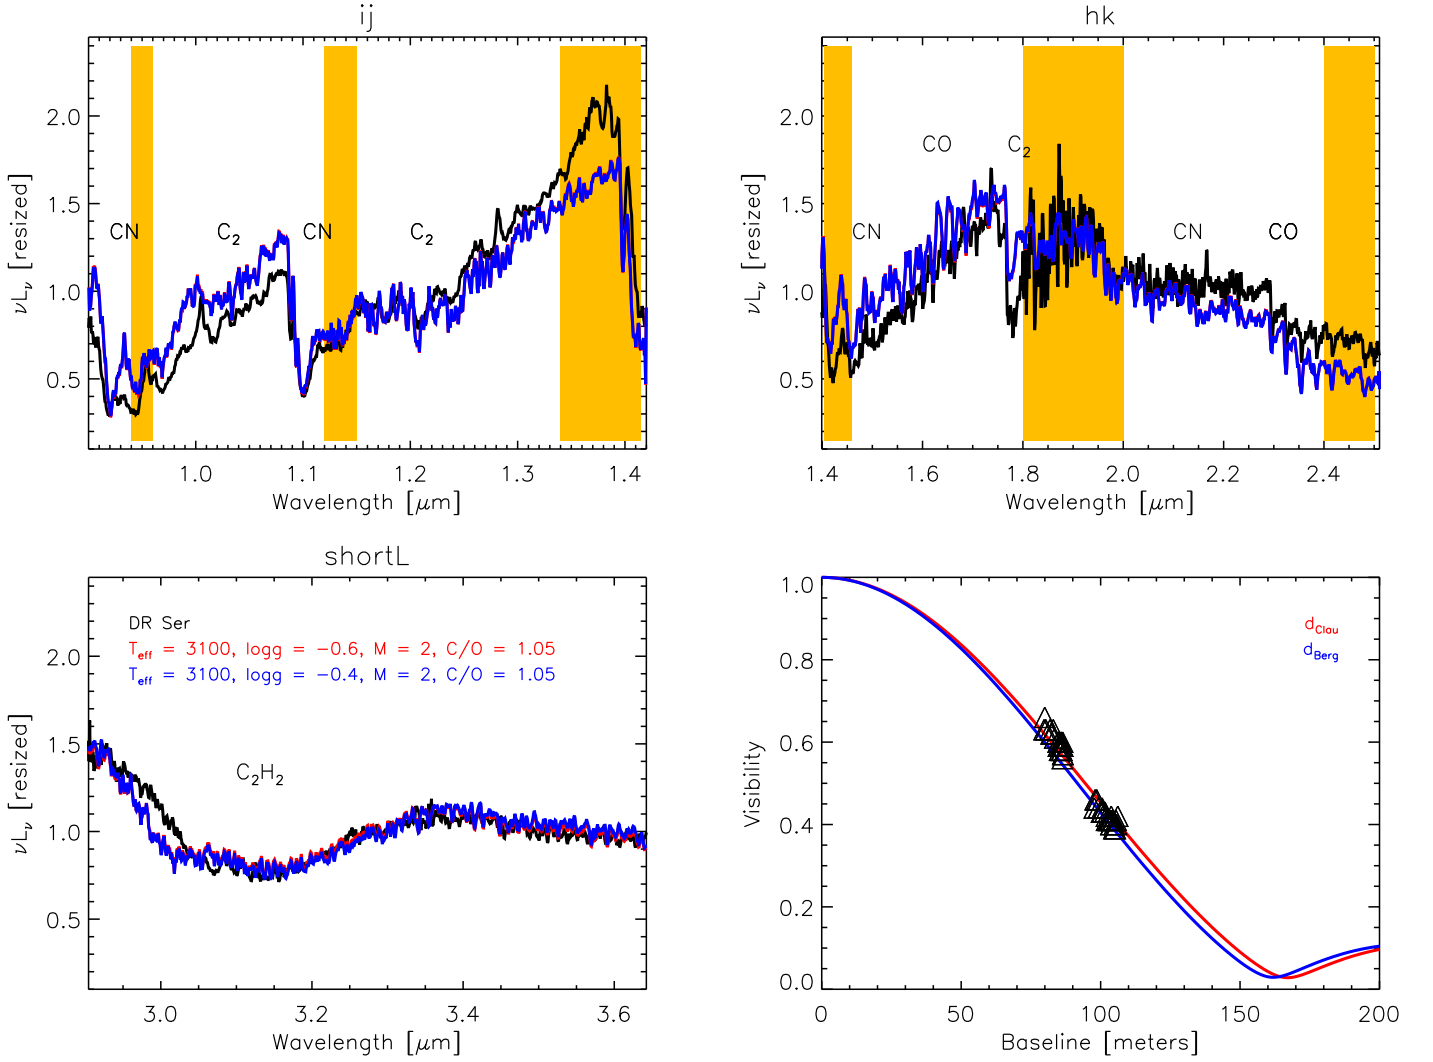 ij
2.0
1.5
1.0
0.5
νLν [resized]
CN
C2
CN
C2
1.0
1.1
1.2
1.3
1.4
Wavelength [μm]
hk
2.0
1.5
1.0
0.5
νLν [resized]
CN
CO
C2
CN
CO
1.4
1.6
1.8
2.0
2.2
2.4
Wavelength [μm]
shortL
2.0
1.5
1.0
0.5
νLν [resized]
DR Ser
Teff = 3100, logg = −0.6, M = 2, C/O = 1.05
Teff = 3100, logg = −0.4, M = 2, C/O = 1.05
C2H2
3.0
3.2
3.4
3.6
Wavelength [μm]
1.0
0.8
0.6
0.4
0.2
0.0
Visibility
dClau
dBerg
0
50
100
150
200
Baseline [meters]